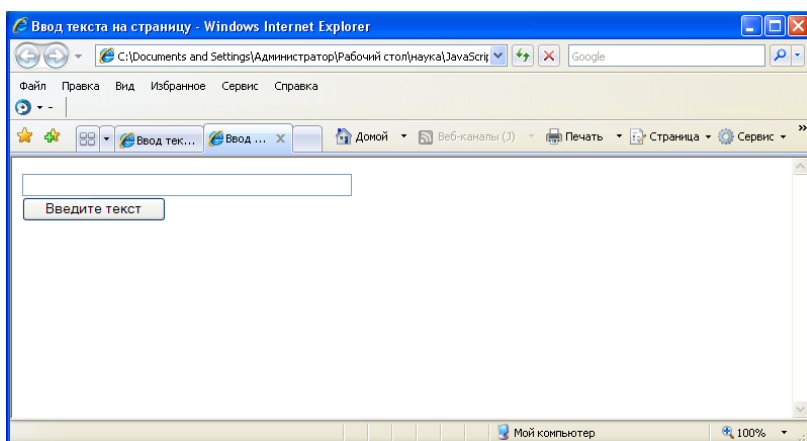 Ввод текста на страницу - Windows Internet Explorer
C:\Documents and Settings\Администратор\Рабочий стол\наука\JavaScrip
Google
Файл Правка Вид Избранное Сервис Справка
Ввод тек... Ввод ... X Домой Веб-каналы (J) Печать Страница Сервис »
Введите текст
Мой компьютер 100%